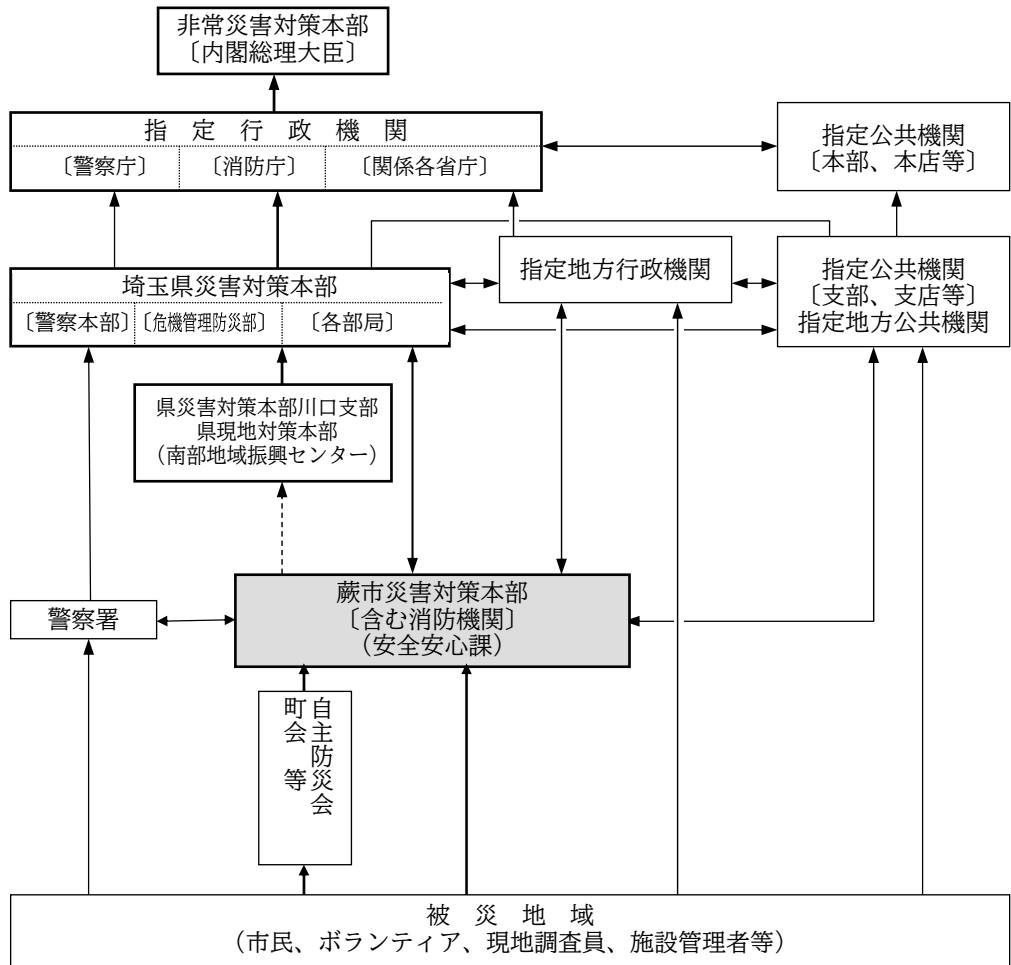 非常災害対策本部
〔内閣総理大臣〕
指定行政機関
〔警察庁〕 〔消防庁〕 〔関係各省庁〕
指定公共機関
〔本部、本店等〕
埼玉県災害対策本部
〔警察本部〕 〔危機管理防災部〕 〔各部局〕
指定地方行政機関
指定公共機関
〔支部、支店等〕
指定地方公共機関
県災害対策本部川口支部
県現地対策本部
（南部地域振興センター）
警察署
蕨市災害対策本部
〔含む消防機関〕
（安全安心課）
自主防災会
町会等
被災地域
（市民、ボランティア、現地調査員、施設管理者等）